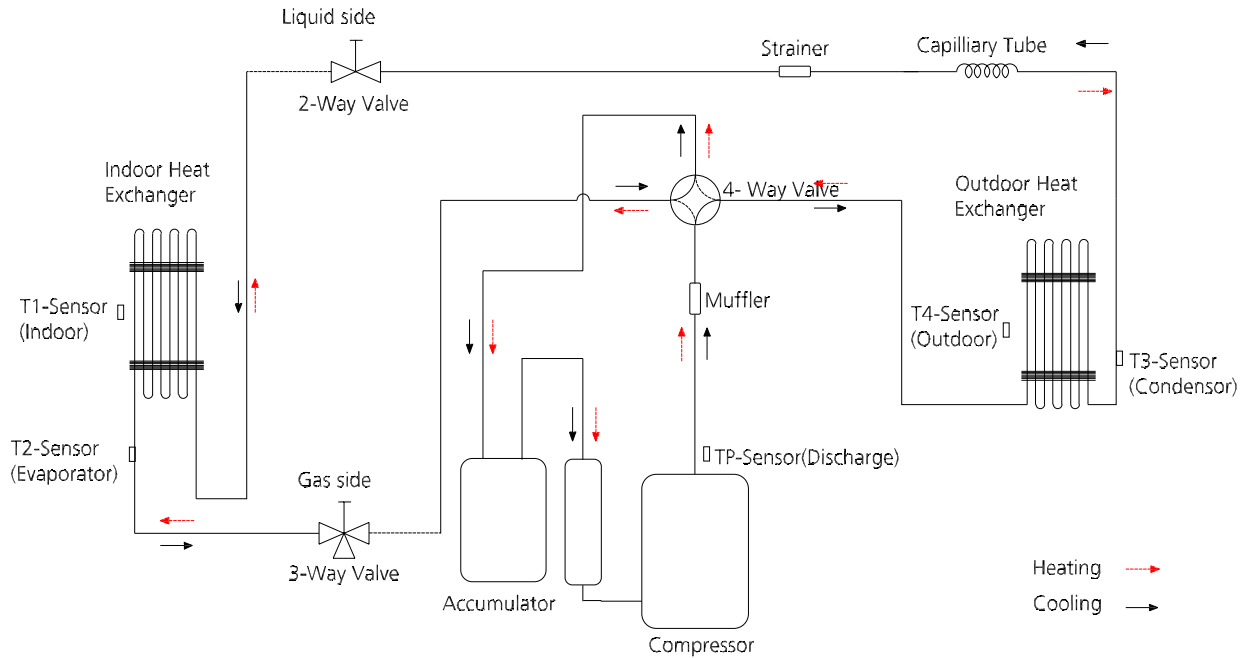 Liquid side
Strainer
Capilliary Tube
2-Way Valve
Indoor Heat
Exchanger
4- Way Valve
Outdoor Heat
Exchanger
T1-Sensor
(Indoor)
Muffler
T4-Sensor
(Outdoor)
T3-Sensor
(Condensor)
T2-Sensor
(Evaporator)
TP-Sensor(Discharge)
Gas side
3-Way Valve
Accumulator
Compressor
Heating
Cooling